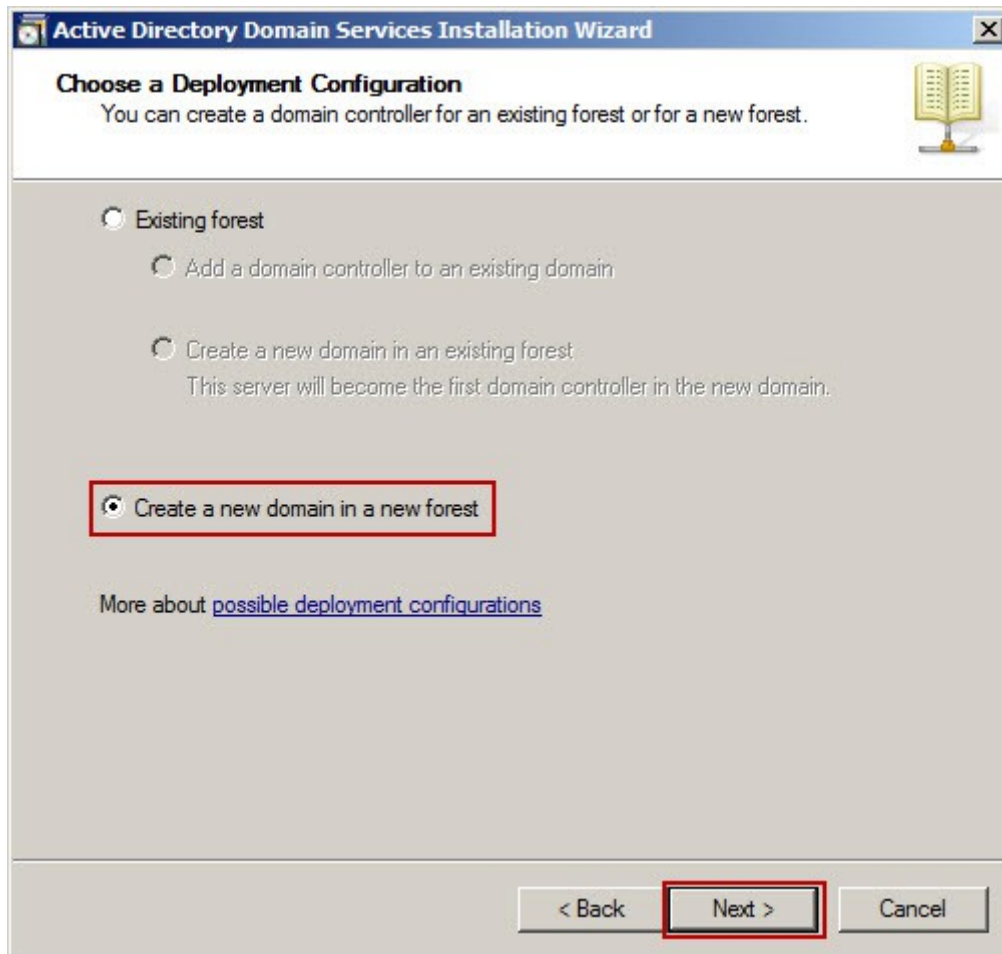 Active Directory Domain Services Installation Wizard
Choose a Deployment Configuration
You can create a domain controller for an existing forest or for a new forest.
Existing forest
Add a domain controller to an existing domain
Create a new domain in an existing forest
This server will become the first domain controller in the new domain.
Create a new domain in a new forest
More about possible deployment configurations
< Back Next > Cancel